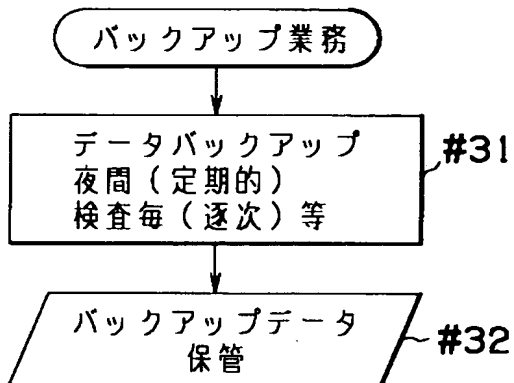 バックアップ業務
データバックアップ
夜間（定期的）
検査毎（逐次）等
#31
バックアップデータ
保管
#32